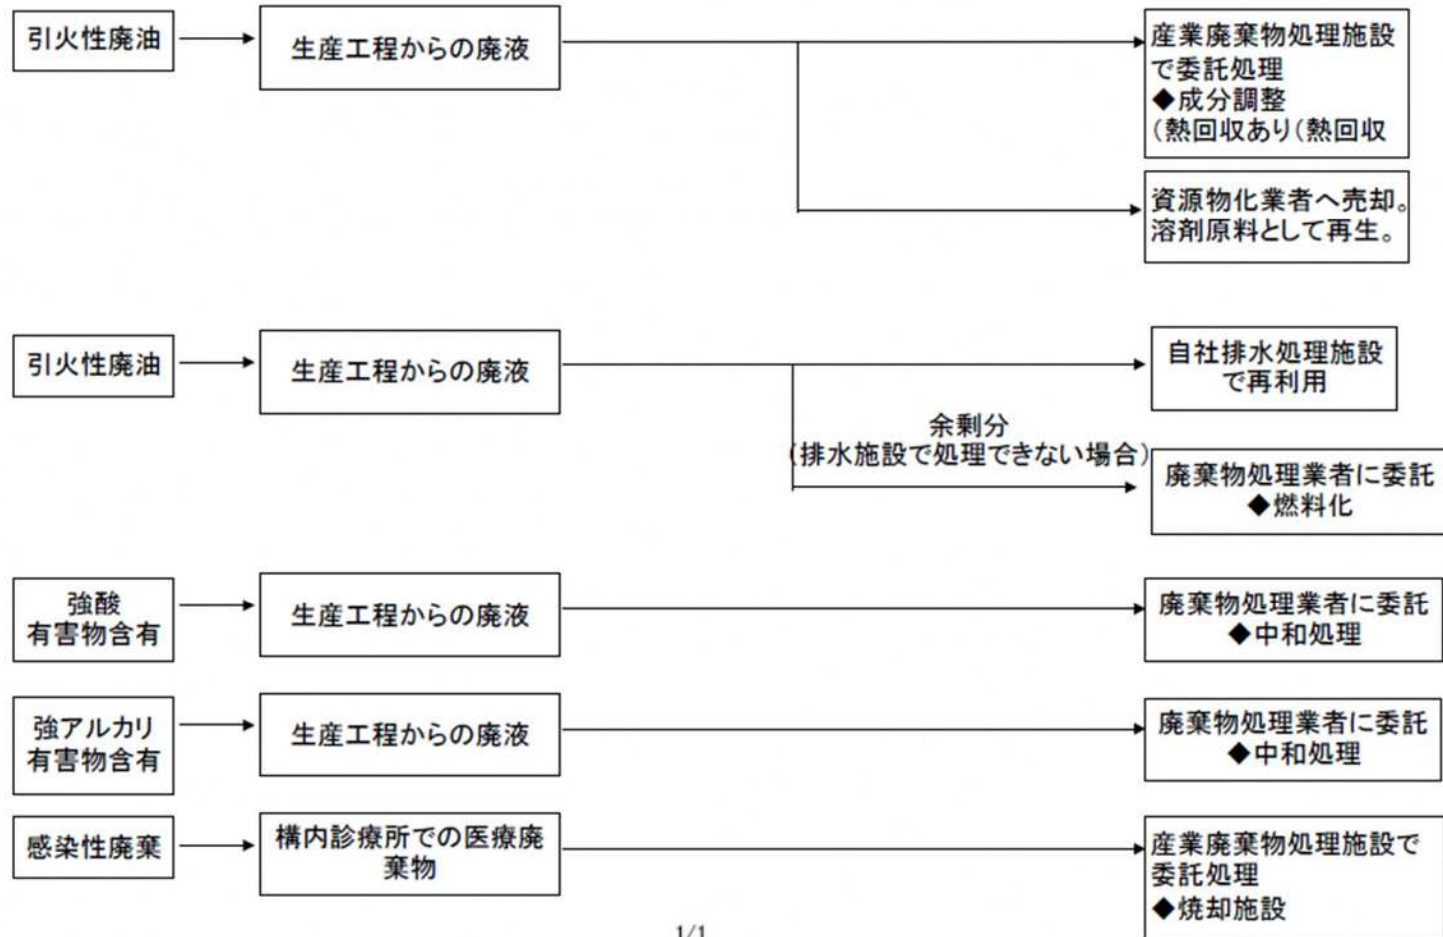 引火性廃油
生産工程からの廃液
産業廃棄物処理施設
で委託処理
◆成分調整
(熱回収あり(熱回収
資源物化業者へ売却。
溶剤原料として再生。
引火性廃油
生産工程からの廃液
自社排水処理施設
で再利用
余剰分
(排水施設で処理できない場合)
廃棄物処理業者に委託
◆燃料化
強酸
有害物含有
生産工程からの廃液
廃棄物処理業者に委託
◆中和処理
強アルカリ
有害物含有
生産工程からの廃液
廃棄物処理業者に委託
◆中和処理
感染性廃棄
構内診療所での医療廃
棄物
産業廃棄物処理施設で
委託処理
◆焼却施設
1/1